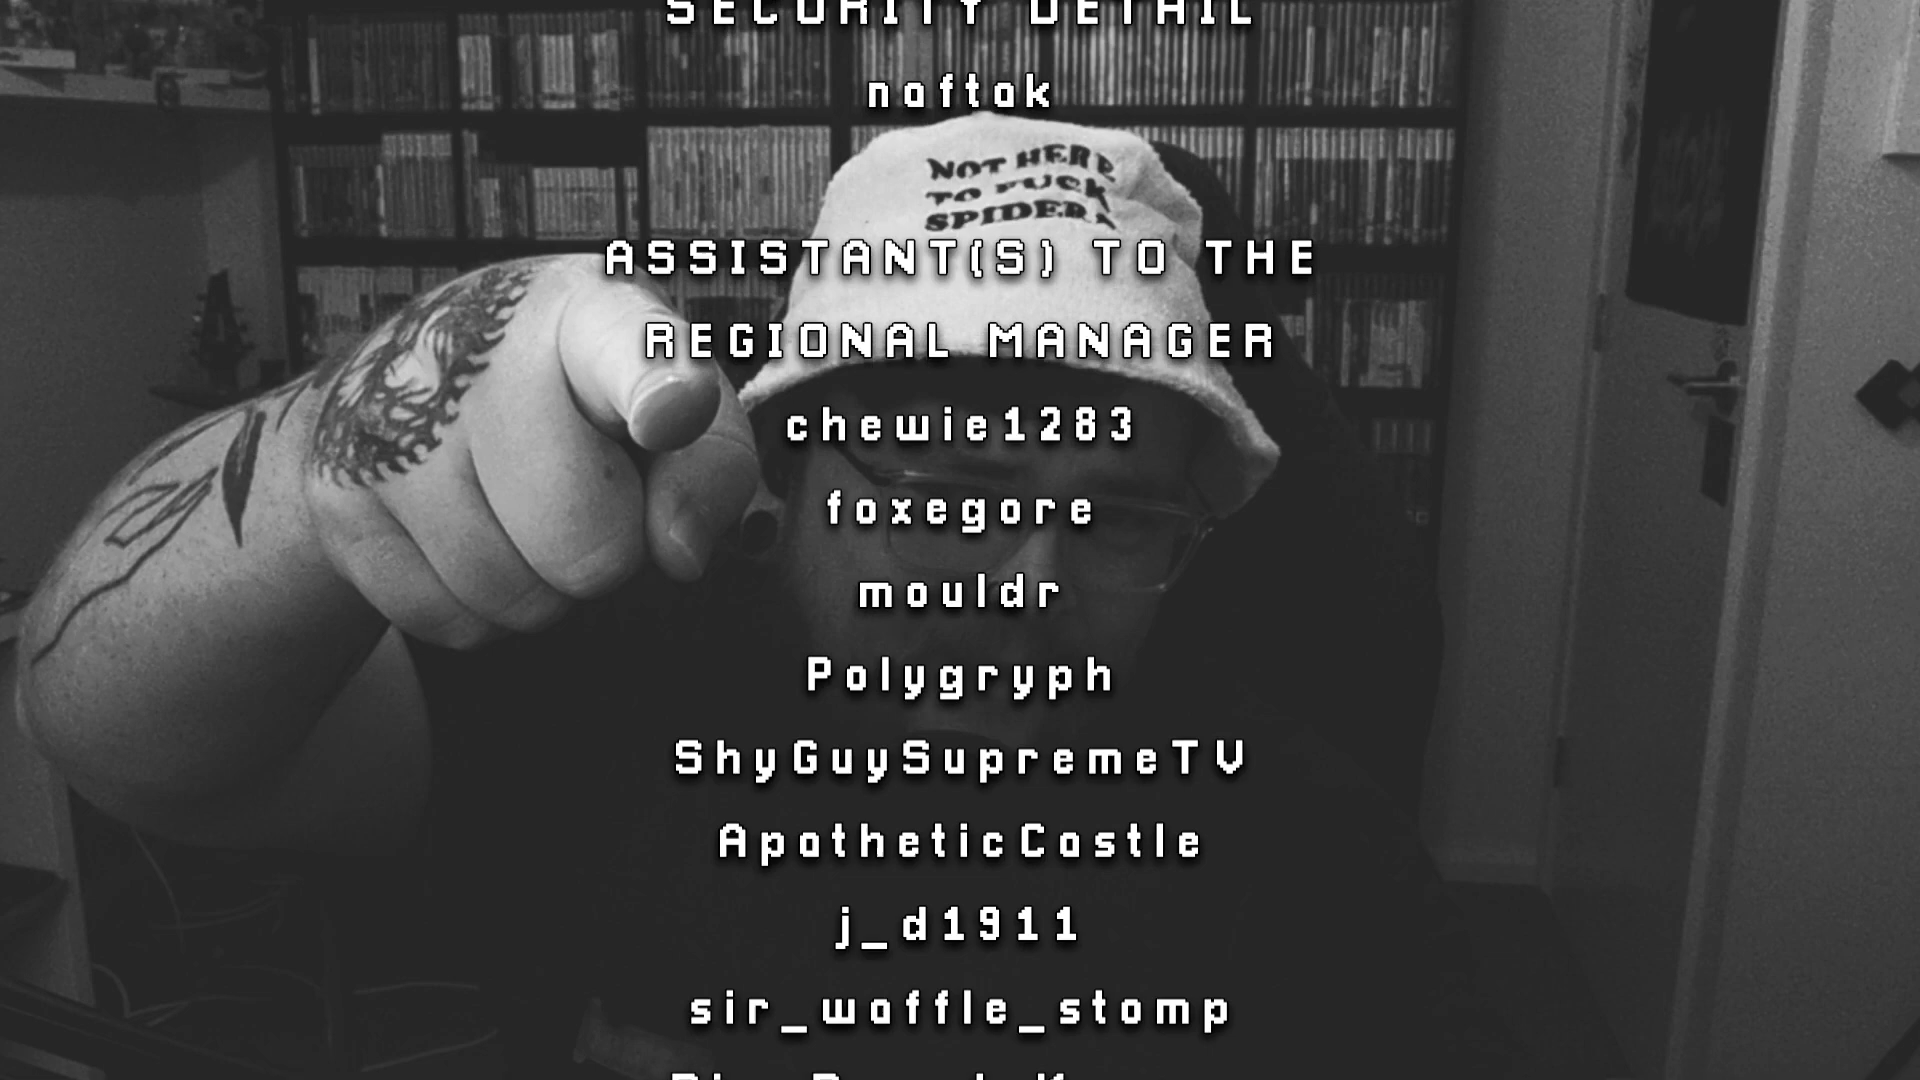 SECURITY DETAIL
naftak
NOT HERE
TO FUCK
SPIDERS
ASSISTANT(S) TO THE
REGIONAL MANAGER
chewie1283
foxegore
mouldr
Polygryph
ShyGuySupremeTV
ApatheticCastle
j_d1911
sir_waffle_stomp